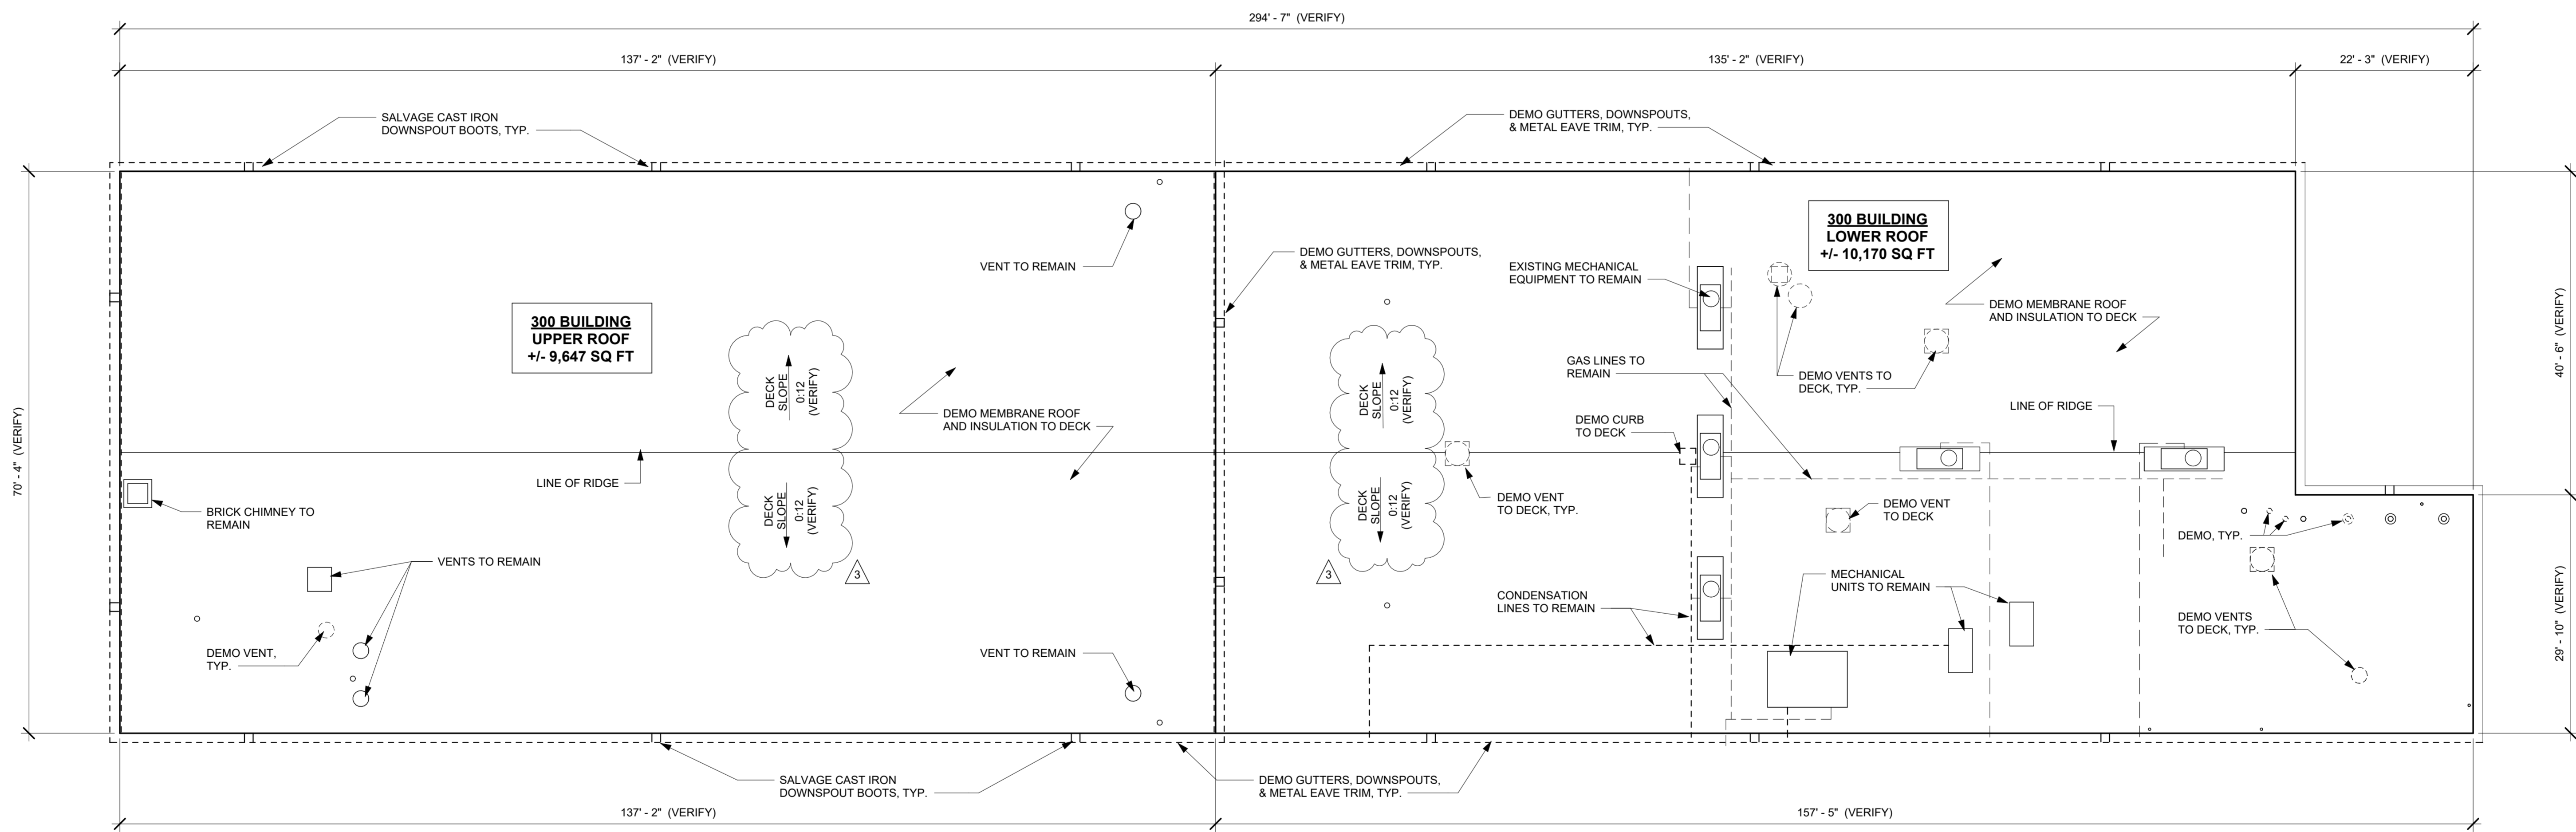 294' - 7" (VERIFY)
137' - 2" (VERIFY)
135' - 2" (VERIFY)
22' - 3" (VERIFY)
SALVAGE CAST IRON
DOWNSPOUT BOOTS, TYP.
DEMO GUTTERS, DOWNSPOUTS,
& METAL EAVE TRIM, TYP.
300 BUILDING
LOWER ROOF
+/- 10,170 SQ FT
VENT TO REMAIN
DEMO GUTTERS, DOWNSPOUTS,
& METAL EAVE TRIM, TYP.
EXISTING MECHANICAL
EQUIPMENT TO REMAIN
DEMO MEMBRANE ROOF
AND INSULATION TO DECK
300 BUILDING
UPPER ROOF
+/- 9,647 SQ FT
40' - 6" (VERIFY)
GAS LINES TO
REMAIN
DEMO VENTS TO
DECK, TYP.
DECK
SLOPE
0:12
(VERIFY)
DECK
SLOPE
0:12
(VERIFY)
DEMO MEMBRANE ROOF
AND INSULATION TO DECK
DEMO CURB
TO DECK
LINE OF RIDGE
70' - 4" (VERIFY)
LINE OF RIDGE
BRICK CHIMNEY TO
REMAIN
DECK
SLOPE
0:12
(VERIFY)
DECK
SLOPE
0:12
(VERIFY)
DEMO VENT
TO DECK, TYP.
DEMO VENT
TO DECK
DEMO, TYP.
VENTS TO REMAIN
3
3
MECHANICAL
UNITS TO REMAIN
CONDENSATION
LINES TO REMAIN
DEMO VENTS
TO DECK, TYP.
29' - 10" (VERIFY)
DEMO VENT,
TYP.
VENT TO REMAIN
SALVAGE CAST IRON
DOWNSPOUT BOOTS, TYP.
DEMO GUTTERS, DOWNSPOUTS,
& METAL EAVE TRIM, TYP.
137' - 2" (VERIFY)
157' - 5" (VERIFY)